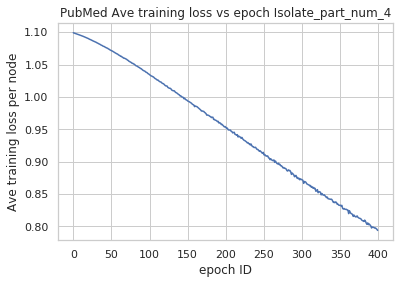 PubMed Ave training loss vs epoch Isolate_part_num_4
Ave training loss per node
1.10
1.05
1.00
0.95
0.90
0.85
0.80
0 50 100 150 200 250 300 350 400
epoch ID